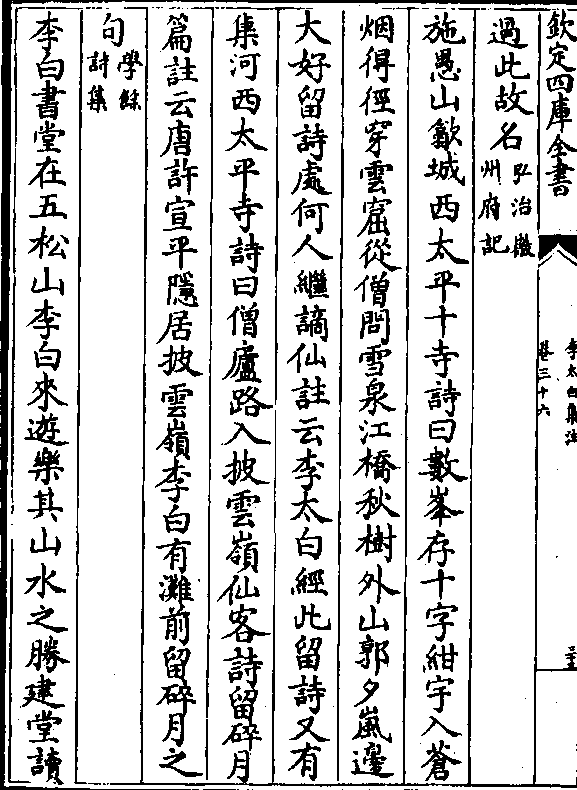 欽定四庫全書
李太白集注
卷三十六
過此故名弘治徽
州府記
施愚山歙城西太平十寺詩曰數峯存十字紺宇入蒼
烟得徑穿雲窟從僧問雪泉江橋秋樹外山郭夕嵐邊
大好留詩處何人繼謫仙註云李太白經此留詩又有
集河西太平寺詩曰僧廬路入披雲嶺仙客詩留碎月
篇註云唐許宣平隱居披雲嶺李白有灘前留碎月之
句學餘
詩集
李白書堂在五松山李白來遊樂其山水之勝建堂讀